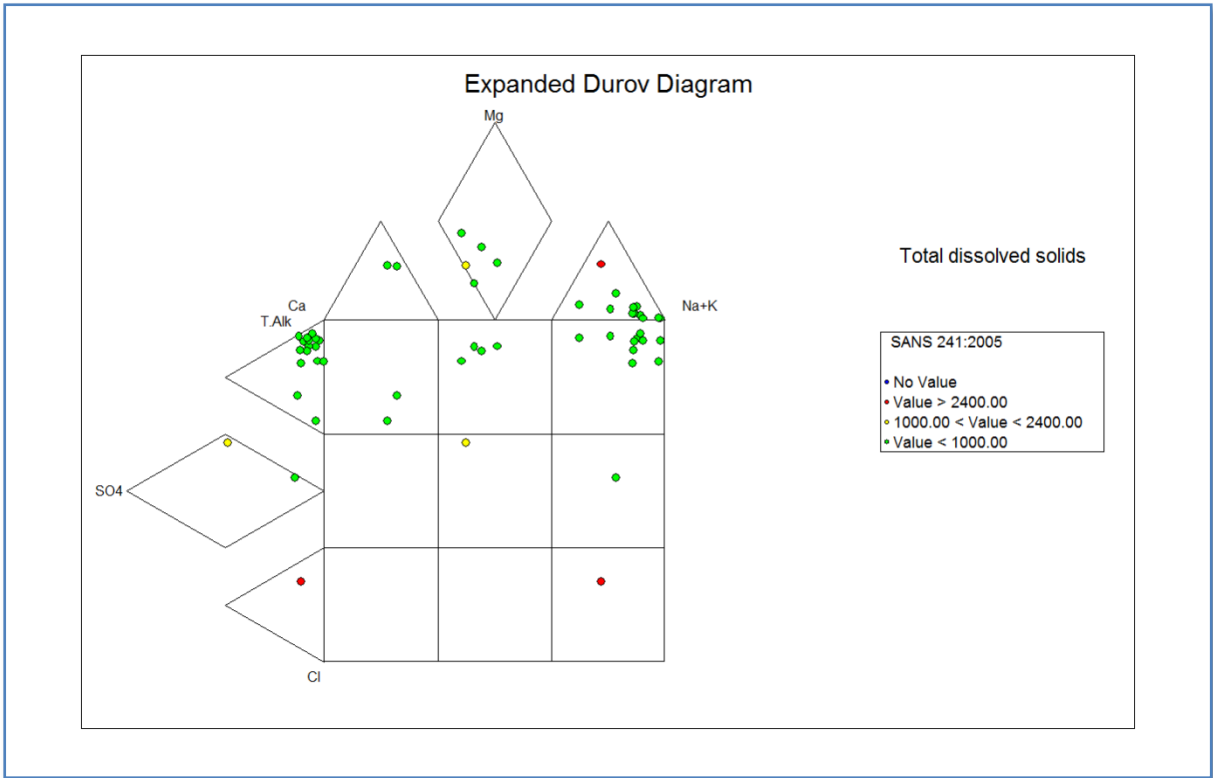 Expanded Durov Diagram
Mg
Total dissolved solids
Ca
Na+K
T.Alk
SANS 241:2005
No Value
Value > 2400.00
1000.00 < Value < 2400.00
Value < 1000.00
SO4
Cl